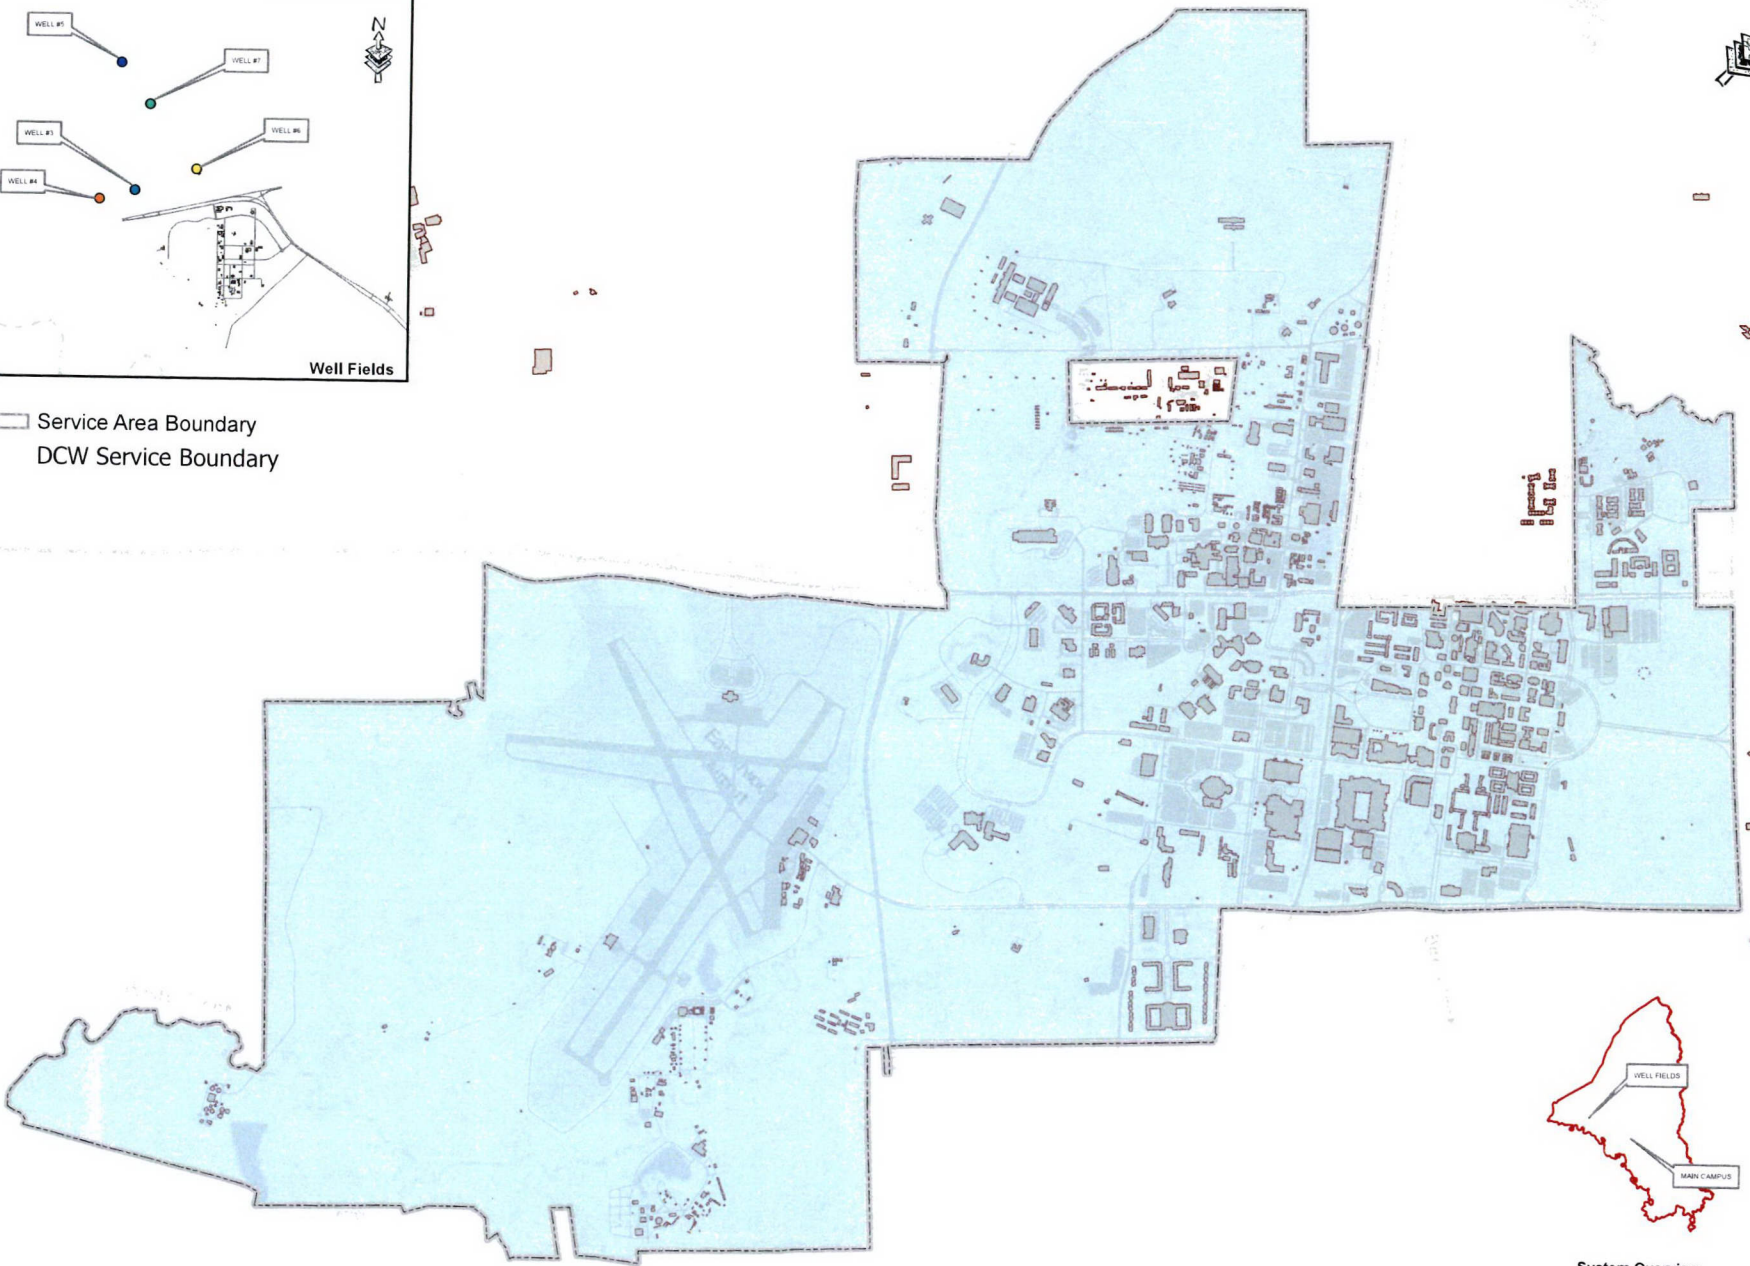 WELL #5
N
WELL #7
WELL #3
WELL #6
WELL #4
Well Fields
Service Area Boundary
DCW Service Boundary
WELL FIELDS
MAIN CAMPUS